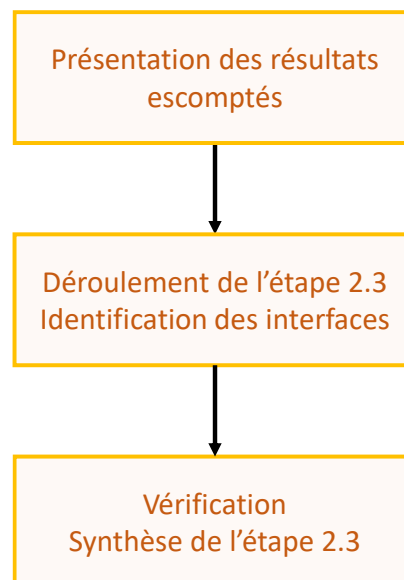 Présentation des résultats
escomptés
Déroulement de l’étape 2.3
Identification des interfaces
Vérification
Synthèse de l’étape 2.3